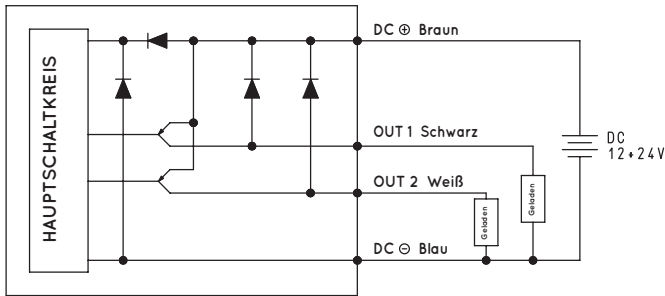 HAUPTSCHALTKREIS
DC ⊕ Braun
OUT 1 Schwarz
OUT 2 Weiß
DC ⊖ Blau
Geladen
Geladen
DC
12÷24V